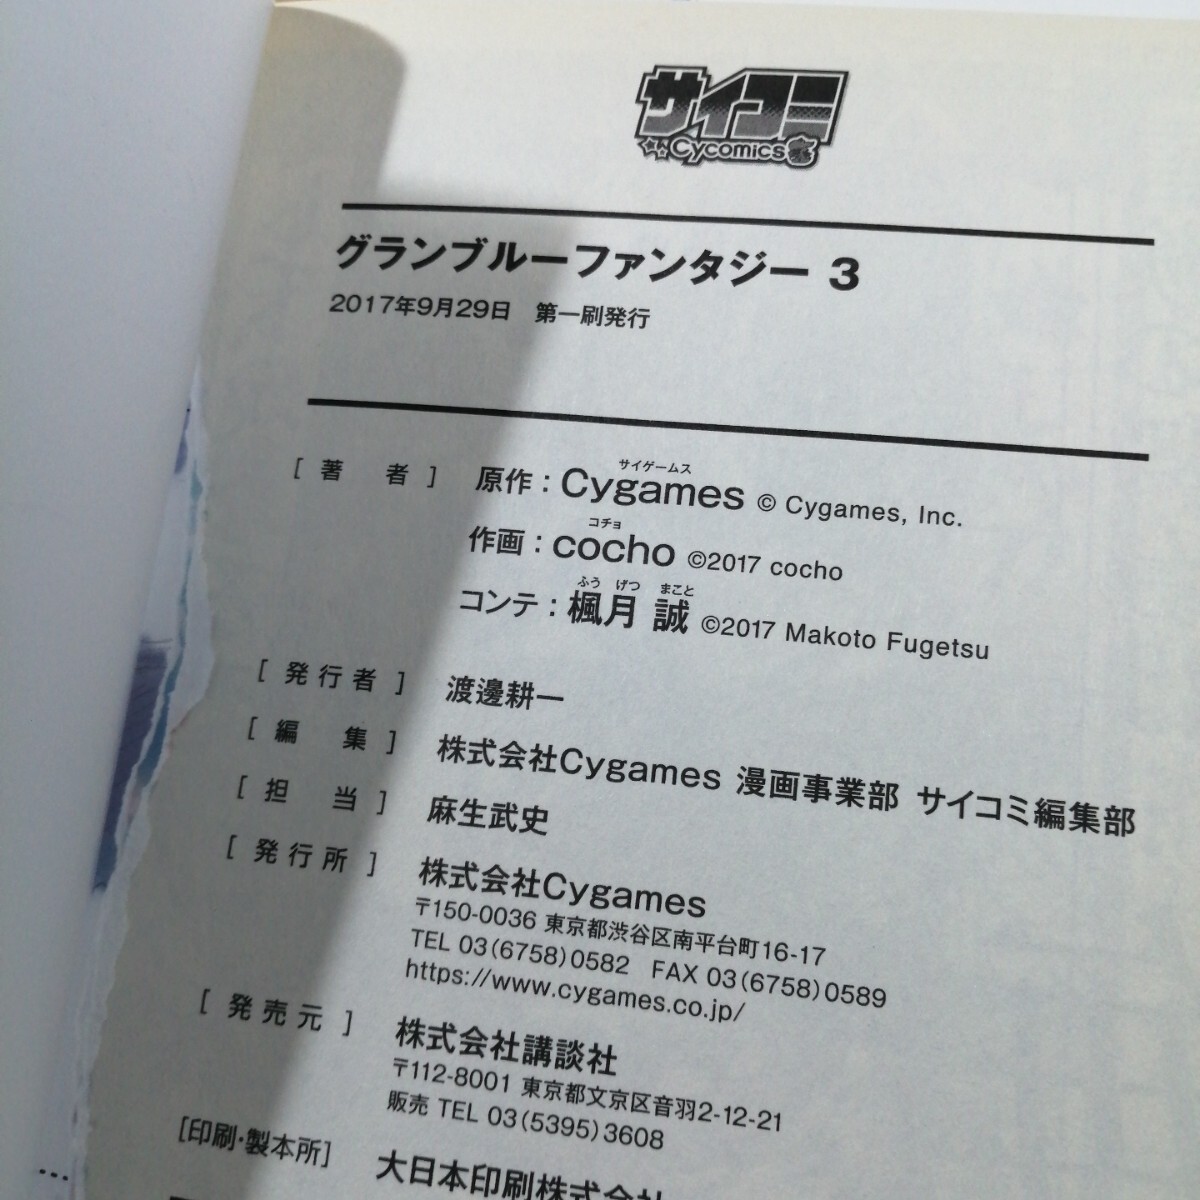 サイコミ
Cycomics
グランブルーファンタジー 3
2017年9月29日　第一刷発行
サイゲームス
[著者] 原作：Cygames © Cygames, Inc.
コチョ
作画：cocho ©2017 cocho
ふう げつ まこと
コンテ：楓月 誠 ©2017 Makoto Fugetsu
[発行者] 渡邊耕一
[編集] 株式会社Cygames 漫画事業部 サイコミ編集部
[担当] 麻生武史
[発行所] 株式会社Cygames
〒150-0036 東京都渋谷区南平台町16-17
TEL 03(6758)0582 FAX 03(6758)0589
https://www.cygames.co.jp/
[発売元] 株式会社講談社
〒112-8001 東京都文京区音羽2-12-21
販売 TEL 03(5395)3608
[印刷・製本所] 大日本印刷株式会社